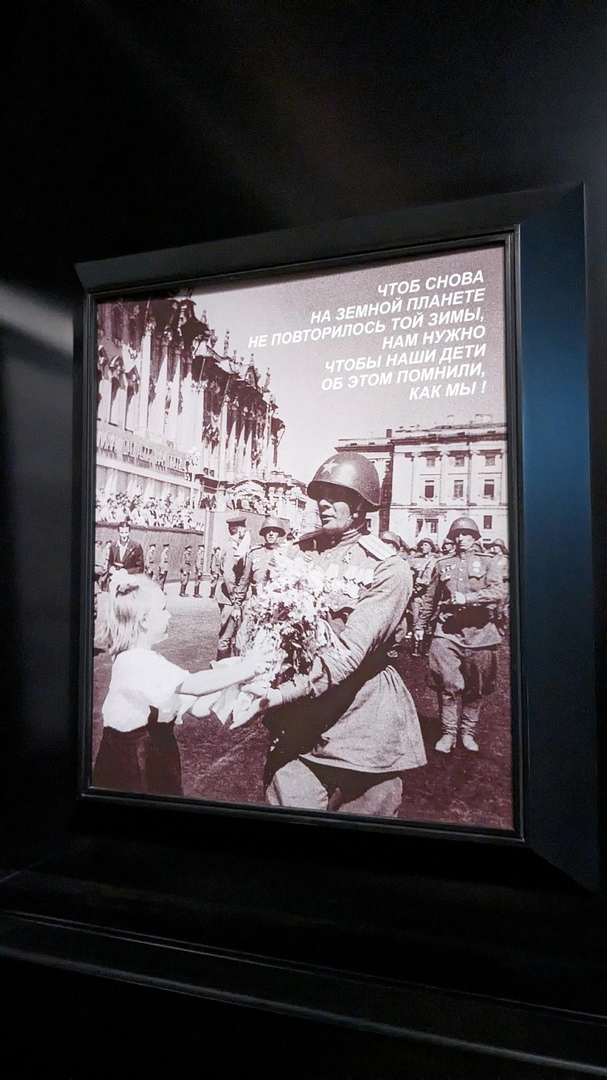 ЧТОБ СНОВА
НА ЗЕМНОЙ ПЛАНЕТЕ
НЕ ПОВТОРИЛОСЬ ТОЙ ЗИМЫ,
НАМ НУЖНО
ЧТОБЫ НАШИ ДЕТИ
ОБ ЭТОМ ПОМНИЛИ,
КАК МЫ !